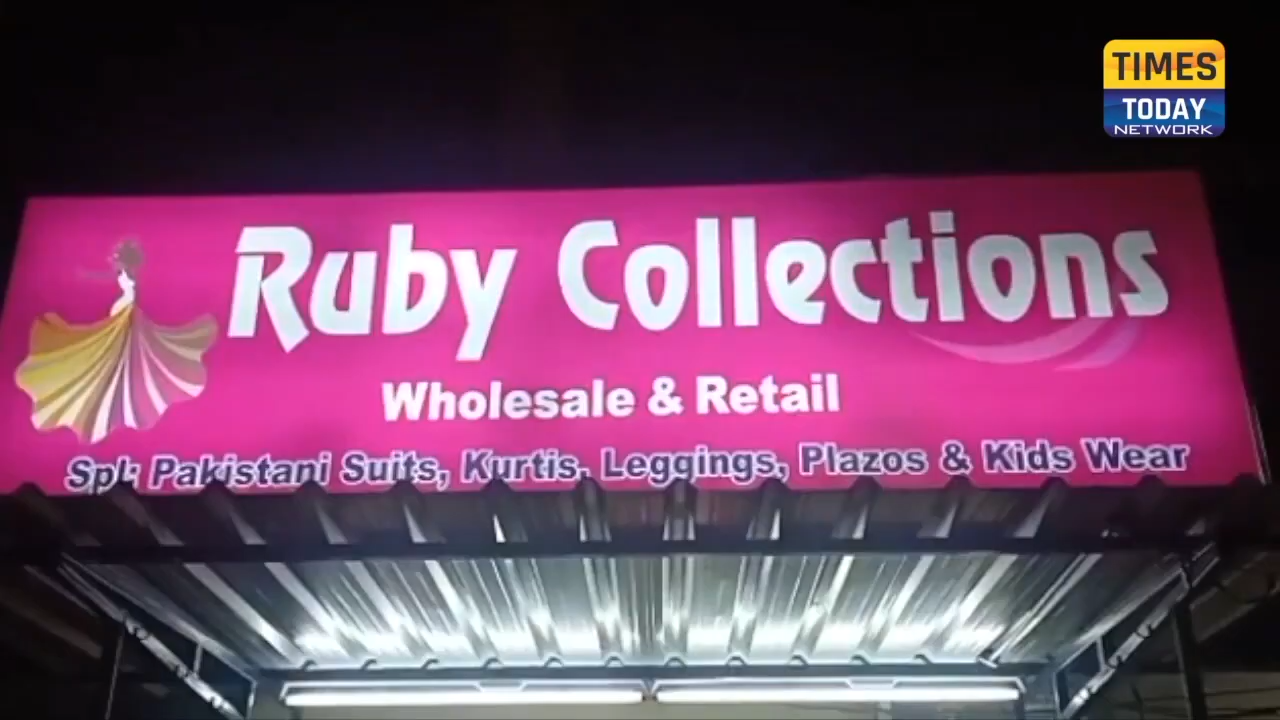 TIMES
TODAY
NETWORK
Ruby Collections
Wholesale & Retail
Spl: Pakistani Suits, Kurtis, Leggings, Plazos & Kids Wear